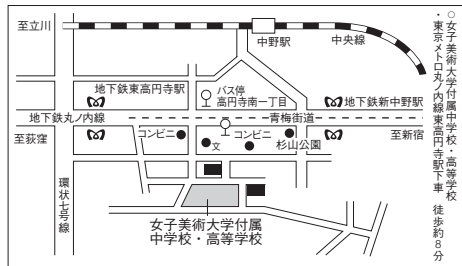 ○女子美術大学付属中学校・高等学校
・東京メトロ丸ノ内線東高円寺駅下車 徒歩約8分
至立川
中野駅
中央線
地下鉄東高円寺駅
バス停
高円寺南一丁目
地下鉄新中野駅
地下鉄丸ノ内線
青梅街道
至荻窪
コンビニ
コンビニ
至新宿
文
杉山公園
環状七号線
女子美術大学付属
中学校・高等学校